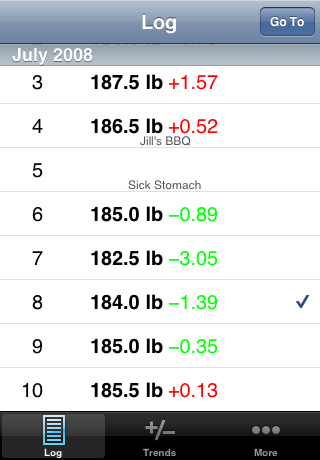 Log
Go To
July 2008
3 187.5 lb +1.57
4 186.5 lb +0.52
Jill's BBQ
5
Sick Stomach
6 185.0 lb −0.89
7 182.5 lb −3.05
8 184.0 lb −1.39
9 185.0 lb −0.35
10 185.5 lb +0.13
+/−
Log Trends More